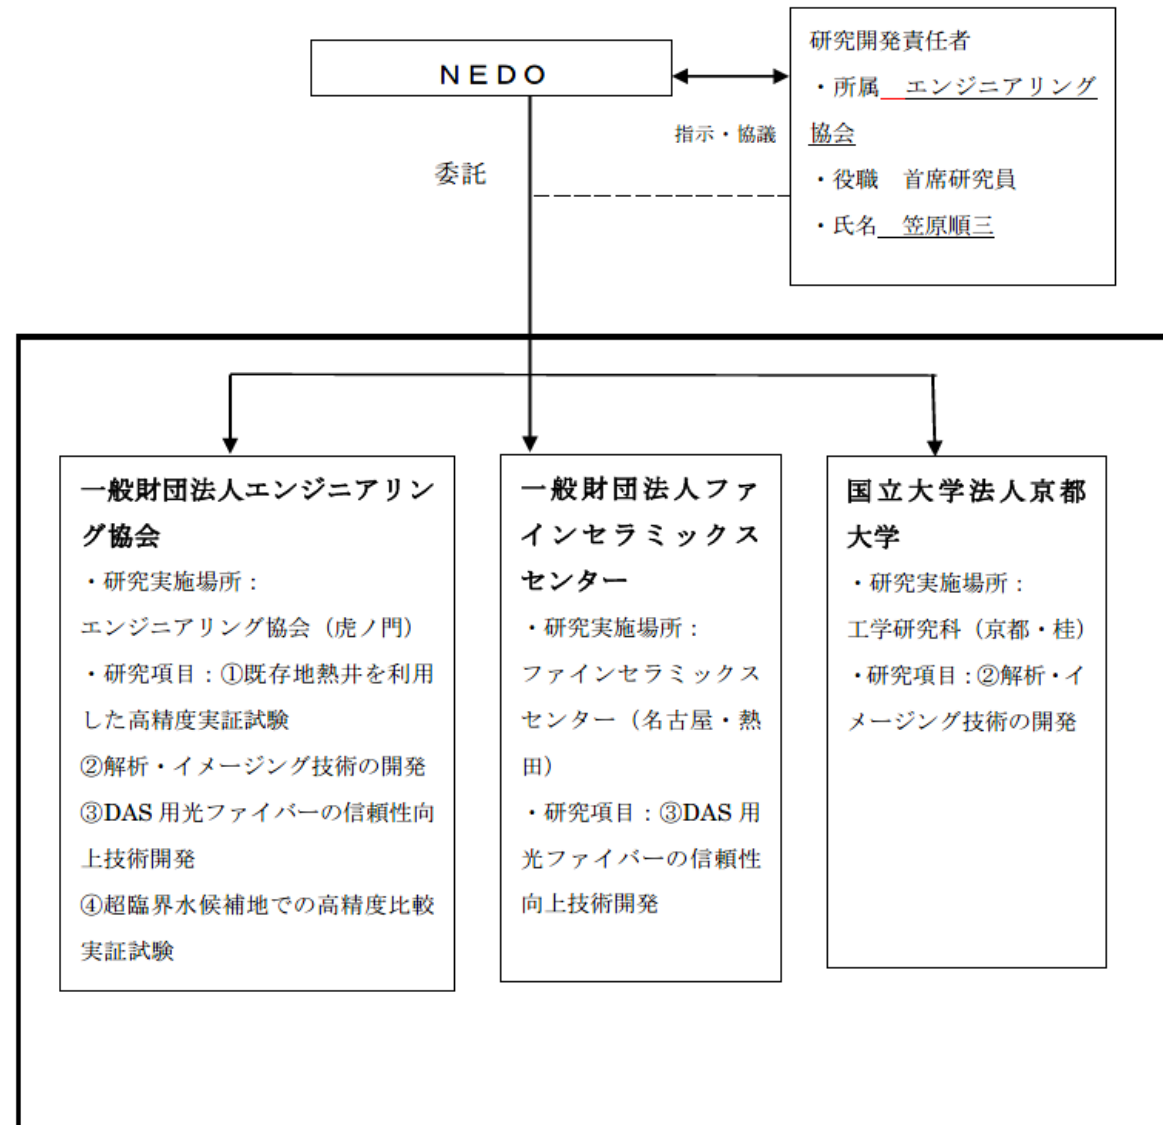 NEDO
研究開発責任者
・所属　エンジニアリング
協会
・役職　首席研究員
・氏名　笠原順三
指示・協議
委託
一般財団法人エンジニアリン
グ協会
・研究実施場所：
エンジニアリング協会（虎ノ門）
・研究項目：①既存地熱井を利用
した高精度実証試験
②解析・イメージング技術の開発
③DAS 用光ファイバーの信頼性向
上技術開発
④超臨界水候補地での高精度比較
実証試験
一般財団法人ファ
インセラミックス
センター
・研究実施場所：
ファインセラミックス
センター（名古屋・熱
田）
・研究項目：③DAS 用
光ファイバーの信頼性
向上技術開発
国立大学法人京都
大学
・研究実施場所：
工学研究科（京都・桂）
・研究項目：②解析・イ
メージング技術の開発